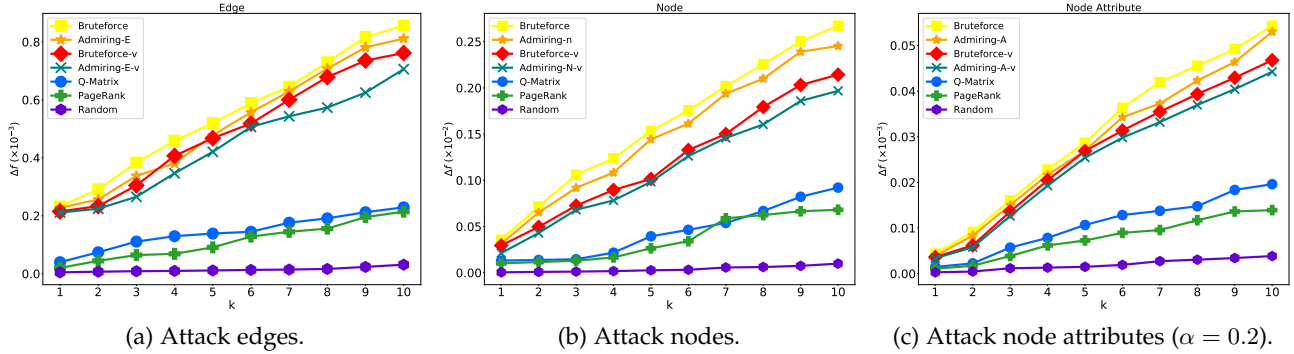 Edge
Bruteforce
Admiring-E
Bruteforce-v
Admiring-E-v
Q-Matrix
PageRank
Random
0.8
0.6
0.4
0.2
0.0
Δf (×10⁻³)
1 2 3 4 5 6 7 8 9 10
k
(a) Attack edges.
Node
Bruteforce
Admiring-n
Bruteforce-v
Admiring-N-v
Q-Matrix
PageRank
Random
0.25
0.20
0.15
0.10
0.05
0.00
Δf (×10⁻²)
1 2 3 4 5 6 7 8 9 10
k
(b) Attack nodes.
Node Attribute
Bruteforce
Admiring-A
Bruteforce-v
Admiring-A-v
Q-Matrix
PageRank
Random
0.05
0.04
0.03
0.02
0.01
0.00
Δf (×10⁻³)
1 2 3 4 5 6 7 8 9 10
k
(c) Attack node attributes (α = 0.2).